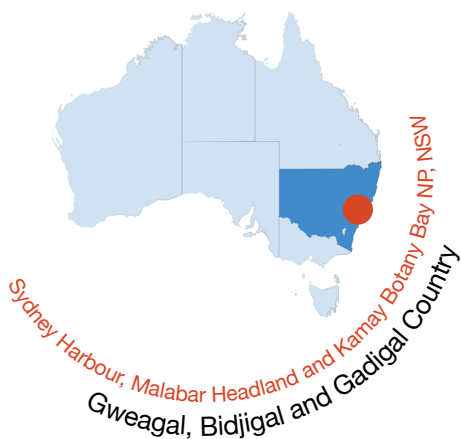 Sydney Harbour, Malabar Headland and Kamay Botany Bay NP, NSW
Gweagal, Bidjigal and Gadigal Country